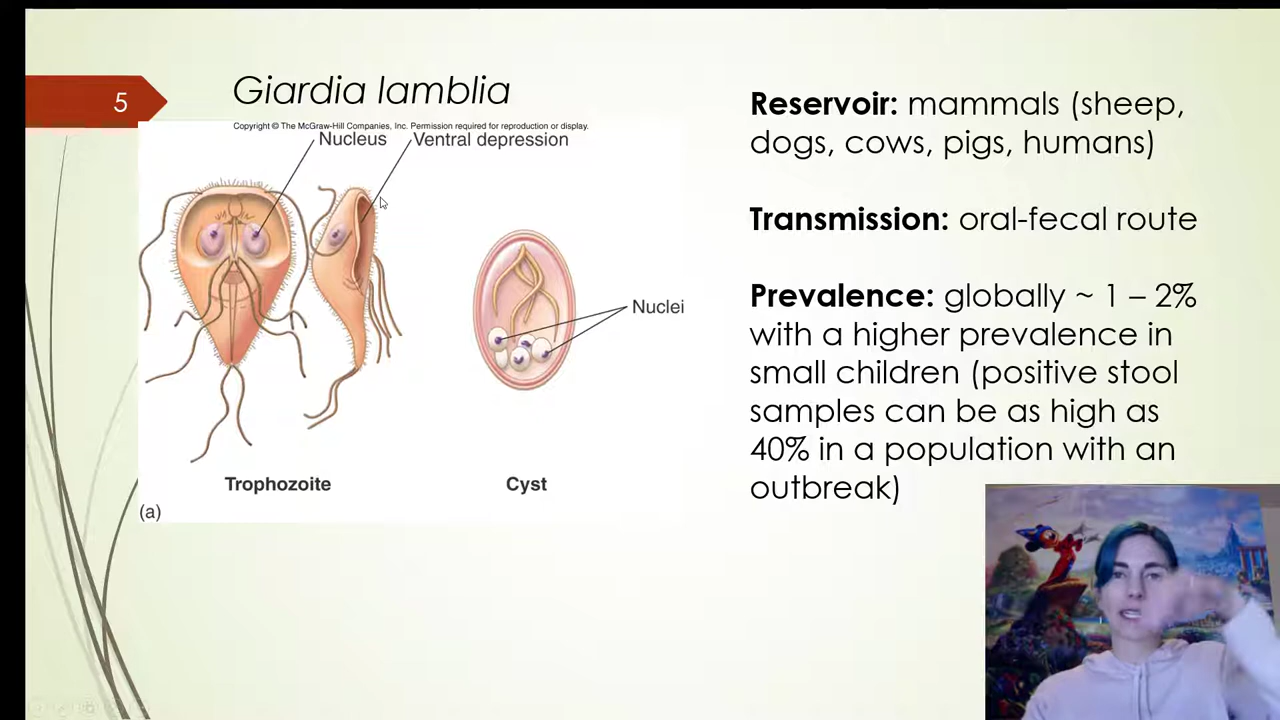 5
Giardia lamblia
Copyright © The McGraw-Hill Companies, Inc. Permission required for reproduction or display.
Nucleus
Ventral depression
Nuclei
Trophozoite
Cyst
(a)
Reservoir: mammals (sheep,
dogs, cows, pigs, humans)
Transmission: oral-fecal route
Prevalence: globally ~ 1 – 2%
with a higher prevalence in
small children (positive stool
samples can be as high as
40% in a population with an
outbreak)